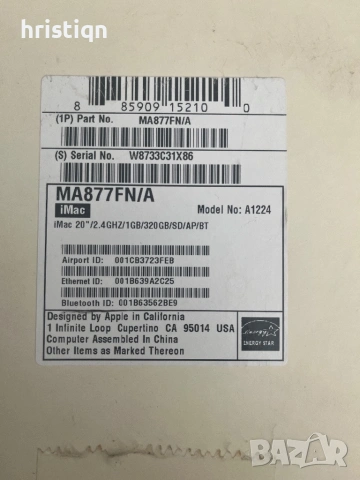 hristiqn
8 85909 15210 0
(1P) Part No. MA877FN/A
(S) Serial No. W8733C31X86
MA877FN/A
iMac
Model No: A1224
iMac 20"/2.4GHZ/1GB/320GB/SD/AP/BT
Airport ID: 001CB3723FEB
Ethernet ID: 001B639A2C25
Bluetooth ID: 001B63562BE9
Designed by Apple in California
1 Infinite Loop Cupertino CA 95014 USA
Computer Assembled In China
Other Items as Marked Thereon
ENERGY STAR
BAZAR